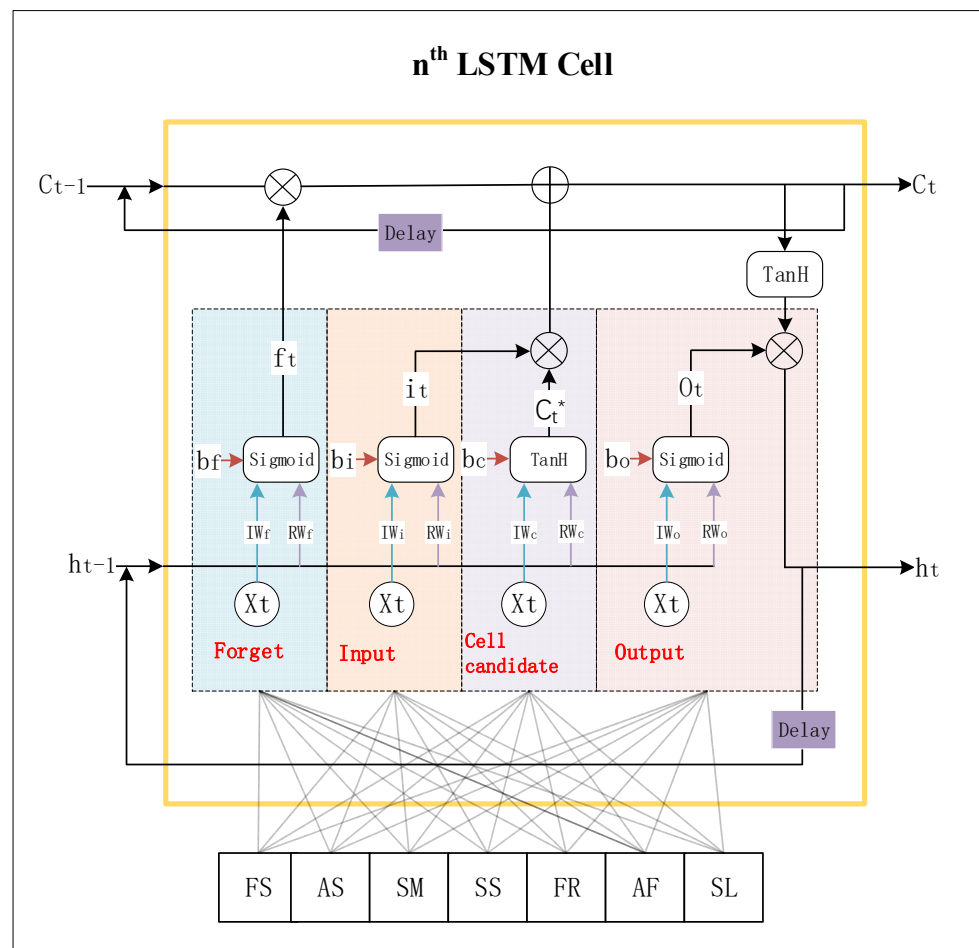 nth LSTM Cell
Ct-1
Ct
Delay
TanH
ft
it
Ct*
Ot
bf
Sigmoid
bi
Sigmoid
bc
TanH
bo
Sigmoid
IWf
RWf
IWi
RWi
IWc
RWc
IWo
RWo
ht-1
ht
Xt
Xt
Xt
Xt
Forget
Input
Cell
candidate
Output
Delay
FS
AS
SM
SS
FR
AF
SL